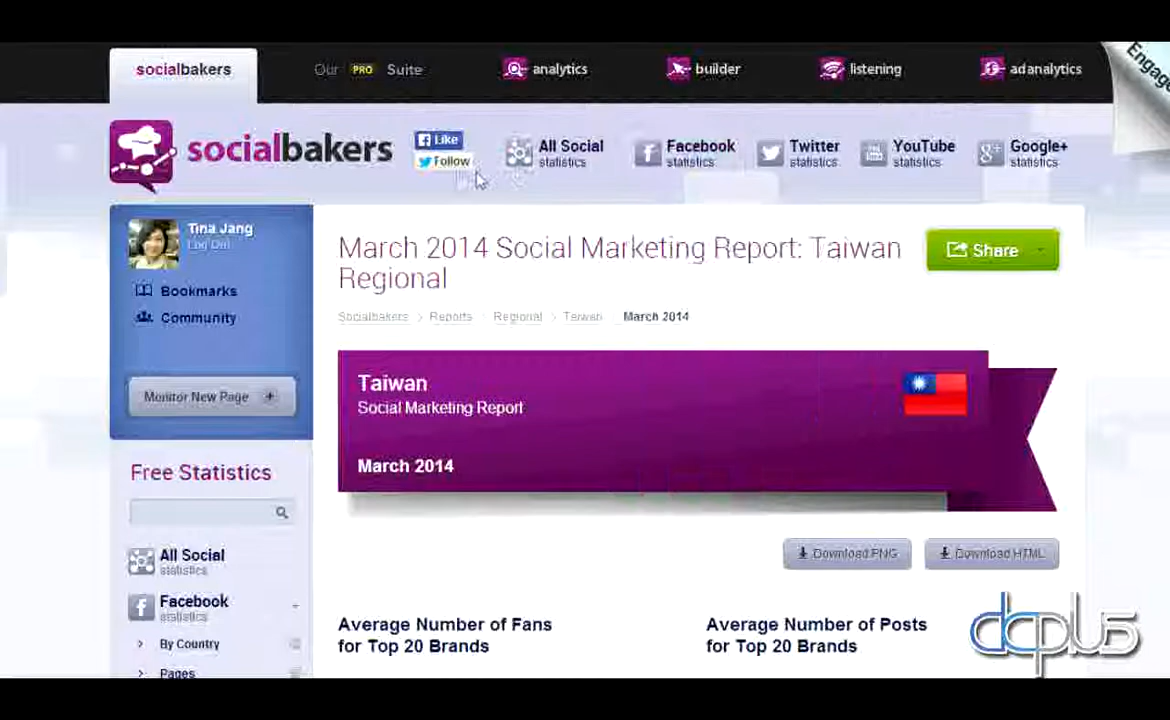 Engage
socialbakers
Our PRO Suite
analytics
builder
listening
adanalytics
socialbakers
Like
Follow
All Social
statistics
Facebook
statistics
Twitter
statistics
YouTube
statistics
Google+
statistics
Tina Jang
Log Out
Bookmarks
Community
Monitor New Page +
March 2014 Social Marketing Report: Taiwan
Regional
Share
Socialbakers > Reports > Regional > Taiwan March 2014
Taiwan
Social Marketing Report
March 2014
Free Statistics
All Social
statistics
Facebook
statistics
By Country
Pages
Download PNG
Download HTML
Average Number of Fans
for Top 20 Brands
Average Number of Posts
for Top 20 Brands
dcplus